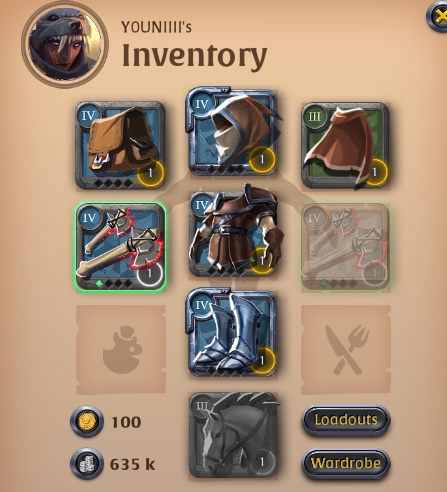 YOUNIIII's
Inventory
IV
1
IV
1
III
1
IV
1
IV
1
IV
1
IV
1
100
635 k
III
1
Loadouts
Wardrobe